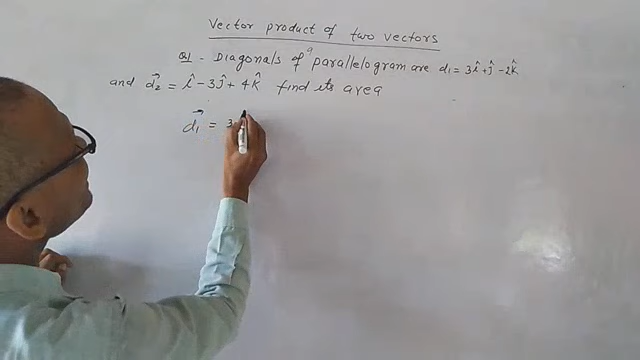 Vector product of two vectors
Q1 - Diagonals of a parallelogram are d₁ = 3î + ĵ - 2k̂
and d⃗₂ = î - 3ĵ + 4k̂ find its area
d⃗₁ = 3